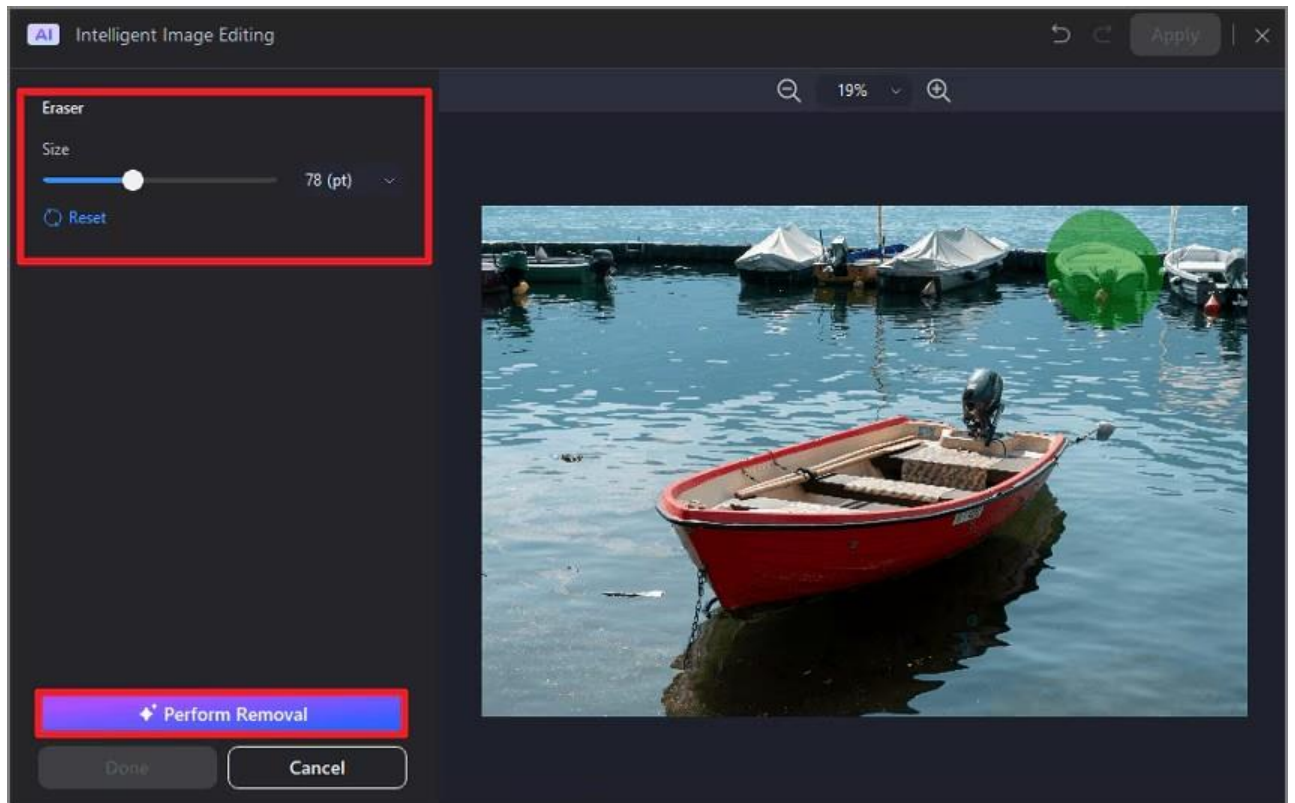 AI Intelligent Image Editing
Apply
19%
Eraser
Size
78 (pt)
Reset
Perform Removal
Done
Cancel